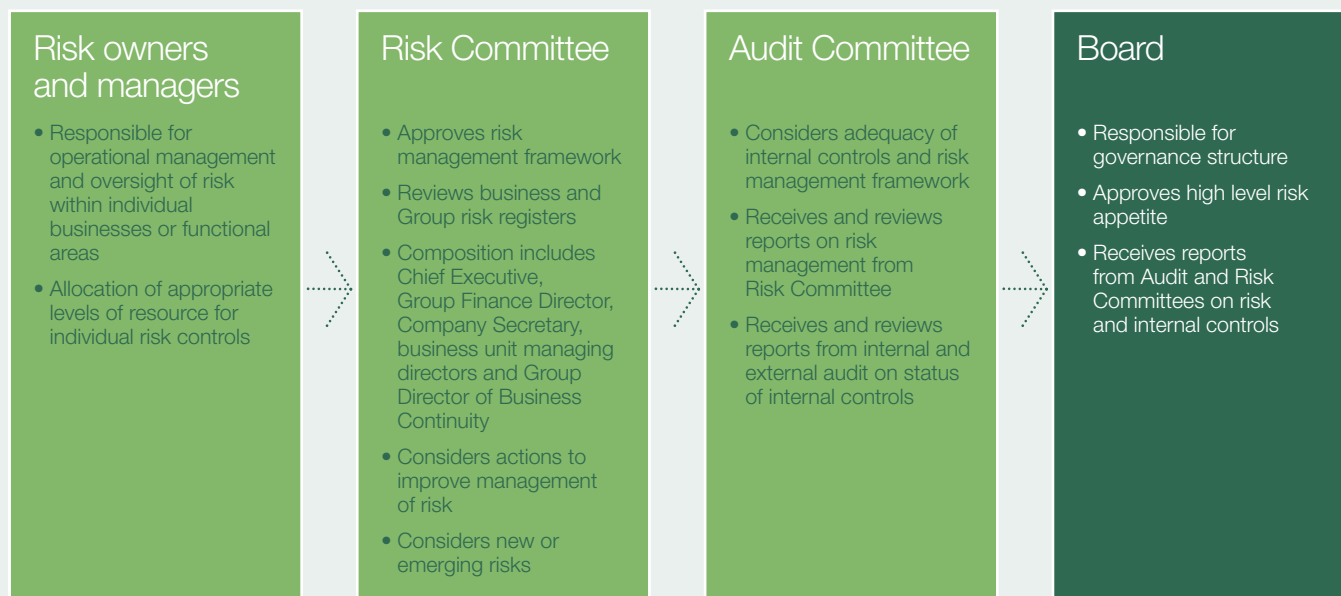 Risk owners
and managers
• Responsible for
operational management
and oversight of risk
within individual
businesses or functional
areas
• Allocation of appropriate
levels of resource for
individual risk controls
Risk Committee
• Approves risk
management framework
• Reviews business and
Group risk registers
• Composition includes
Chief Executive,
Group Finance Director,
Company Secretary,
business unit managing
directors and Group
Director of Business
Continuity
• Considers actions to
improve management
of risk
• Considers new or
emerging risks
Audit Committee
• Considers adequacy of
internal controls and risk
management framework
• Receives and reviews
reports on risk
management from
Risk Committee
• Receives and reviews
reports from internal and
external audit on status
of internal controls
Board
• Responsible for
governance structure
• Approves high level risk
appetite
• Receives reports
from Audit and Risk
Committees on risk
and internal controls